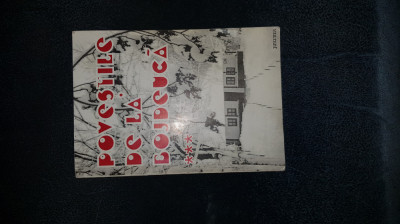 POVESTILE
DE LA
BOJDEUCĂ
***